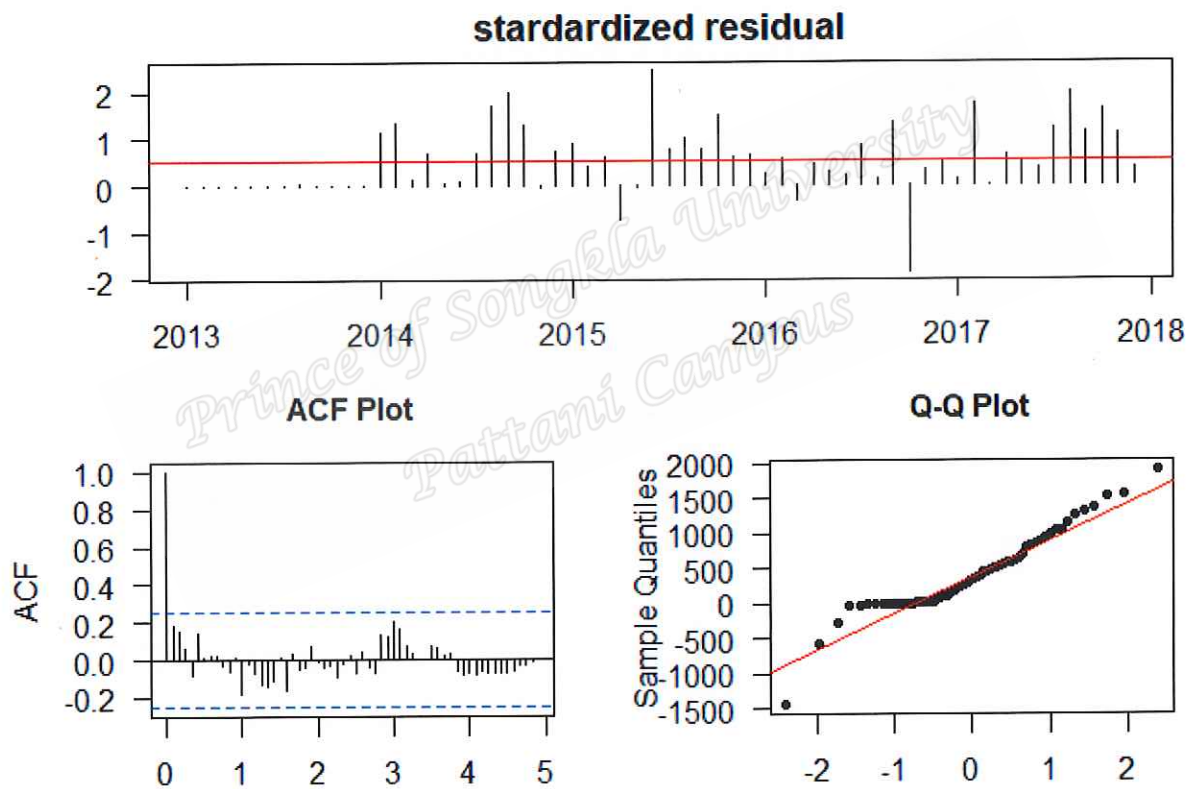 stardardized residual
2
1
0
-1
-2
2013 2014 2015 2016 2017 2018
Prince of Songkla University
Pattani Campus
ACF Plot
ACF
1.0
0.8
0.6
0.4
0.2
0.0
-0.2
0 1 2 3 4 5
Q-Q Plot
Sample Quantiles
2000
1500
1000
500
0
-500
-1000
-1500
-2 -1 0 1 2